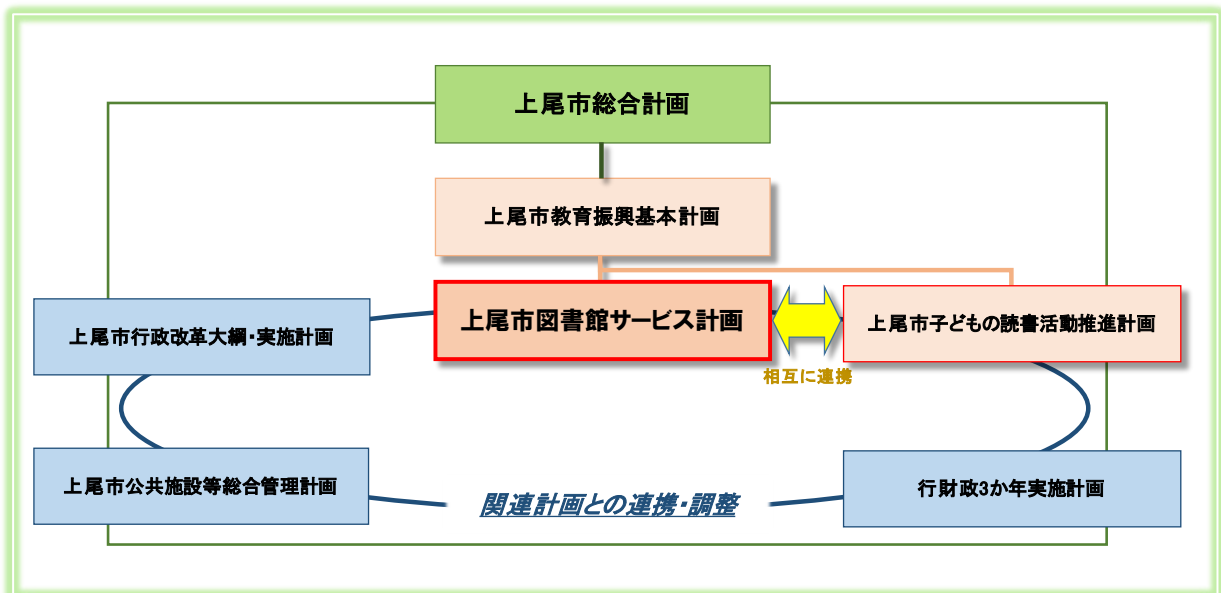 上尾市総合計画
上尾市教育振興基本計画
上尾市図書館サービス計画
上尾市行政改革大綱・実施計画
上尾市子どもの読書活動推進計画
相互に連携
上尾市公共施設等総合管理計画
関連計画との連携・調整
行財政3か年実施計画